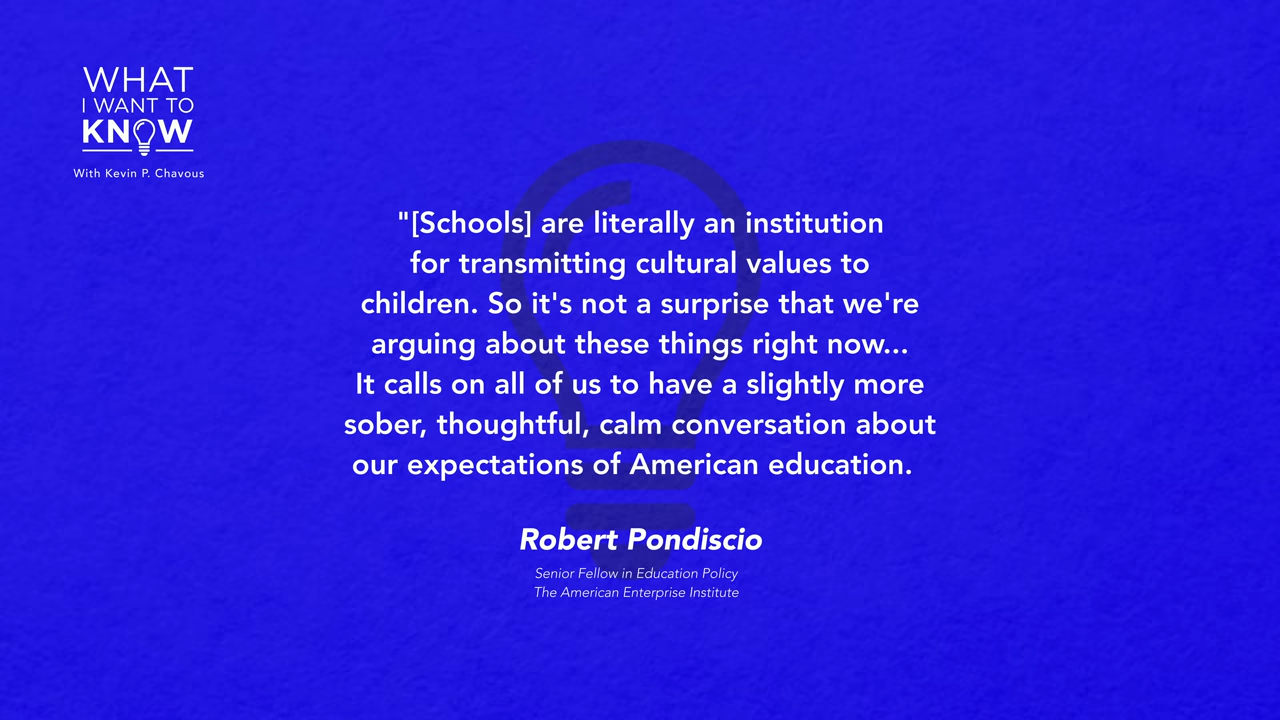 WHAT
I WANT TO
KNOW
With Kevin P. Chavous
"[Schools] are literally an institution
for transmitting cultural values to
children. So it's not a surprise that we're
arguing about these things right now...
It calls on all of us to have a slightly more
sober, thoughtful, calm conversation about
our expectations of American education.
Robert Pondiscio
Senior Fellow in Education Policy
The American Enterprise Institute